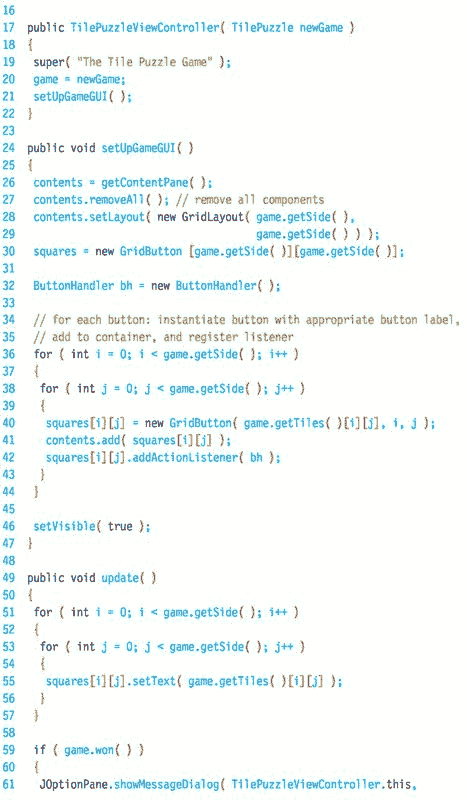 16
17 public TilePuzzleViewController( TilePuzzle newGame )
18 {
19 super( "The Tile Puzzle Game" );
20 game = newGame;
21 setUpGameGUI( );
22 }
23
24 public void setUpGameGUI( )
25 {
26 contents = getContentPane( );
27 contents.removeAll( ); // remove all components
28 contents.setLayout( new GridLayout( game.getSide( ),
29 game.getSide( ) ) );
30 squares = new GridButton [game.getSide( )][game.getSide( )];
31
32 ButtonHandler bh = new ButtonHandler( );
33
34 // for each button: instantiate button with appropriate button label,
35 // add to container, and register listener
36 for ( int i = 0; i < game.getSide( ); i++ )
37 {
38 for ( int j = 0; j < game.getSide( ); j++ )
39 {
40 squares[i][j] = new GridButton( game.getTiles( )[i][j], i, j );
41 contents.add( squares[i][j] );
42 squares[i][j].addActionListener( bh );
43 }
44 }
45
46 setVisible( true );
47 }
48
49 public void update( )
50 {
51 for ( int i = 0; i < game.getSide( ); i++ )
52 {
53 for ( int j = 0; j < game.getSide( ); j++ )
54 {
55 squares[i][j].setText( game.getTiles( )[i][j] );
56 }
57 }
58
59 if ( game.won( ) )
60 {
61 JOptionPane.showMessageDialog( TilePuzzleViewController.this,